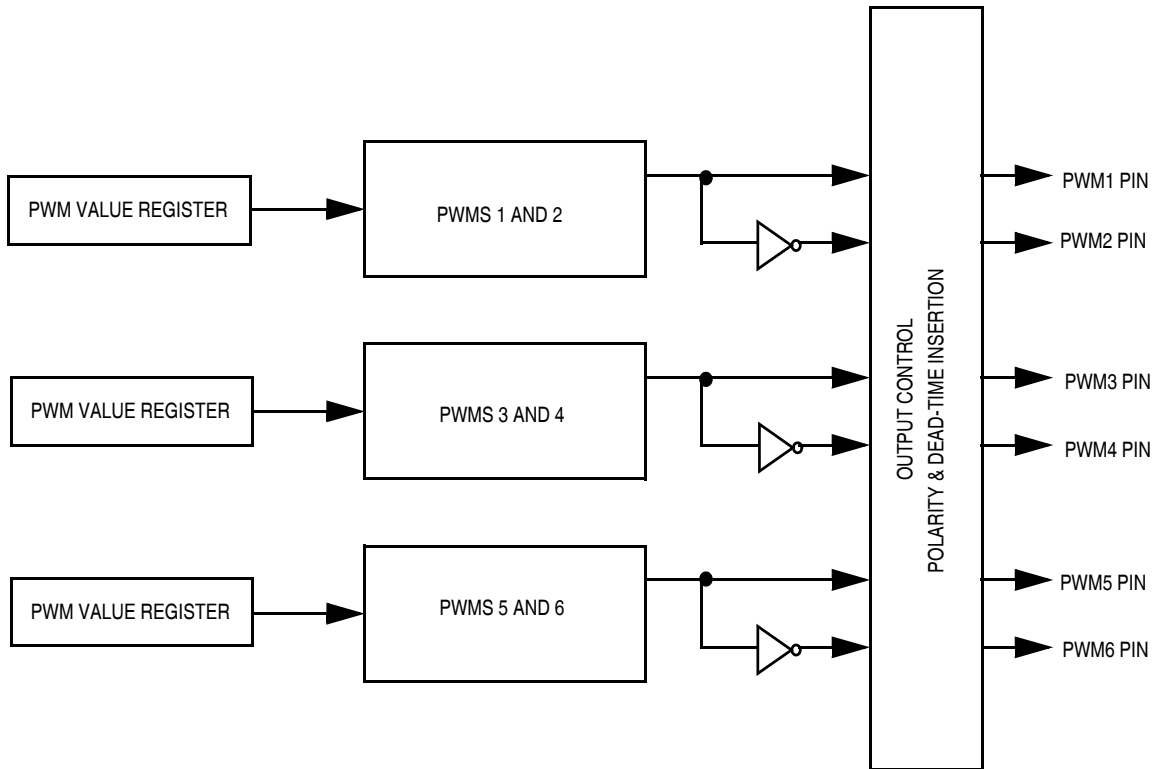 PWM VALUE REGISTER
PWMS 1 AND 2
PWM1 PIN
PWM2 PIN
PWM VALUE REGISTER
PWMS 3 AND 4
PWM3 PIN
PWM4 PIN
PWM VALUE REGISTER
PWMS 5 AND 6
PWM5 PIN
PWM6 PIN
OUTPUT CONTROL
POLARITY & DEAD-TIME INSERTION